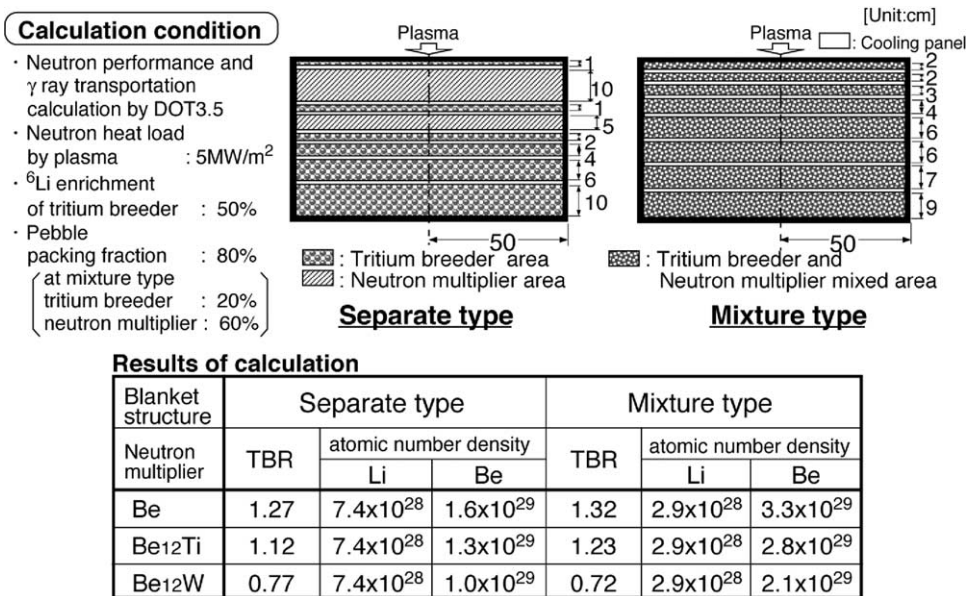 Calculation condition
· Neutron performance and
γ ray transportation
calculation by DOT3.5
· Neutron heat load
by plasma : 5MW/m²
· ⁶Li enrichment
of tritium breeder : 50%
· Pebble
packing fraction : 80%
at mixture type
tritium breeder : 20%
neutron multiplier : 60%
Plasma
1
10
1
5
2
4
6
10
50
: Tritium breeder area
: Neutron multiplier area
Separate type
[Unit:cm]
Plasma
: Cooling panel
2
2
3
4
6
6
7
9
50
: Tritium breeder and
Neutron multiplier mixed area
Mixture type
Results of calculation
Blanket structure Separate type Mixture type
Neutron multiplier TBR atomic number density TBR atomic number density
Li Be Li Be
Be 1.27 7.4x10²⁸ 1.6x10²⁹ 1.32 2.9x10²⁸ 3.3x10²⁹
Be₁₂Ti 1.12 7.4x10²⁸ 1.3x10²⁹ 1.23 2.9x10²⁸ 2.8x10²⁹
Be₁₂W 0.77 7.4x10²⁸ 1.0x10²⁹ 0.72 2.9x10²⁸ 2.1x10²⁹